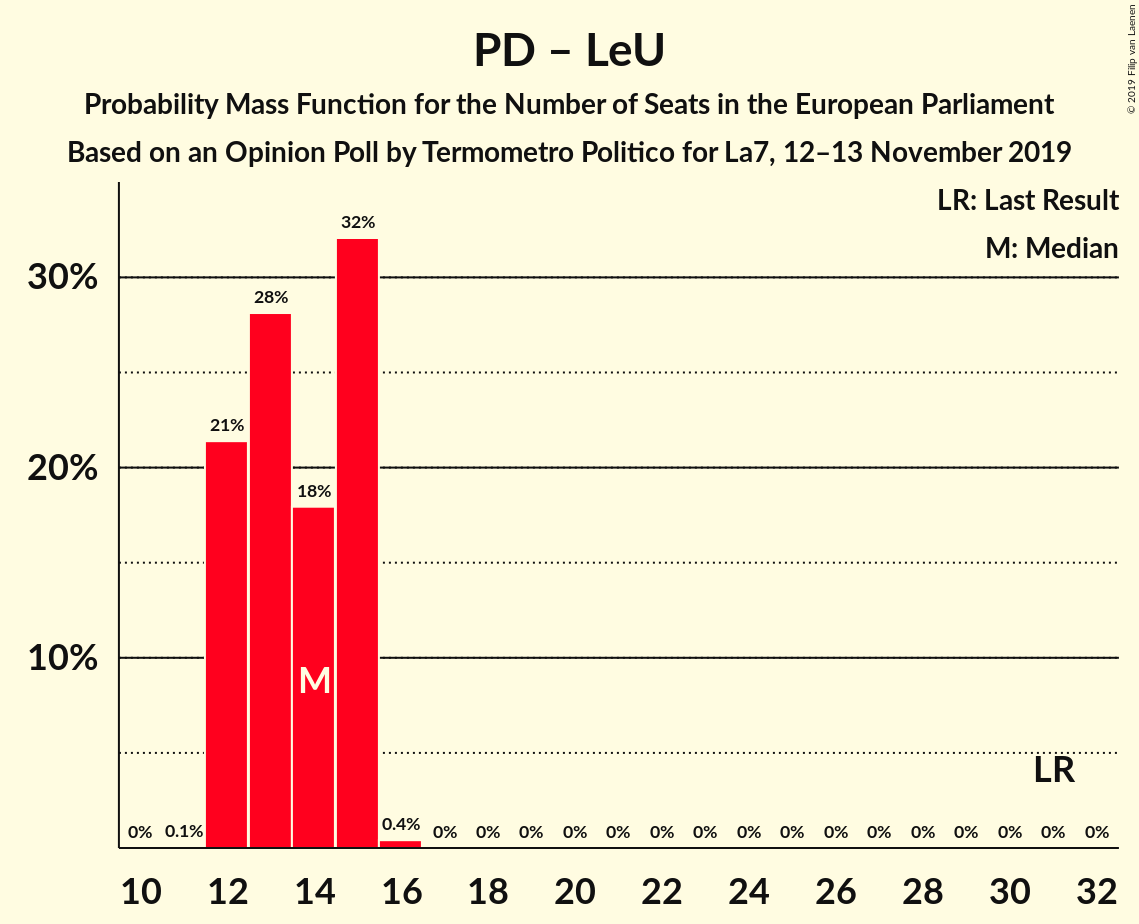 PD – LeU
Probability Mass Function for the Number of Seats in the European Parliament
Based on an Opinion Poll by Termometro Politico for La7, 12–13 November 2019
© 2019 Filip van Laenen
LR: Last Result
M: Median
32%
30%
28%
21%
20%
18%
10%
M
LR
0% 0.1% 0.4% 0% 0% 0% 0% 0% 0% 0% 0% 0% 0% 0% 0% 0% 0% 0% 0%
10 12 14 16 18 20 22 24 26 28 30 32